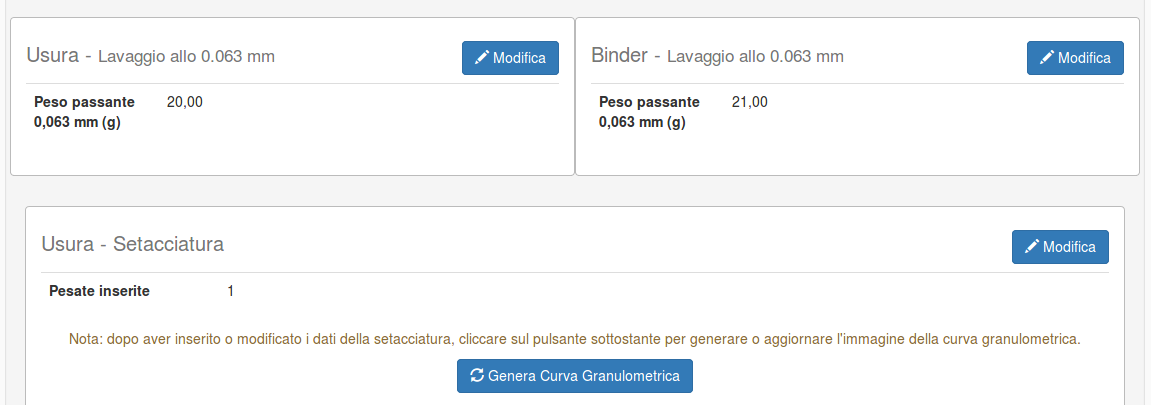 Usura - Lavaggio allo 0.063 mm
Modifica
Peso passante 20,00
0,063 mm (g)
Binder - Lavaggio allo 0.063 mm
Modifica
Peso passante 21,00
0,063 mm (g)
Usura - Setacciatura
Modifica
Pesate inserite 1
Nota: dopo aver inserito o modificato i dati della setacciatura, cliccare sul pulsante sottostante per generare o aggiornare l'immagine della curva granulometrica.
Genera Curva Granulometrica